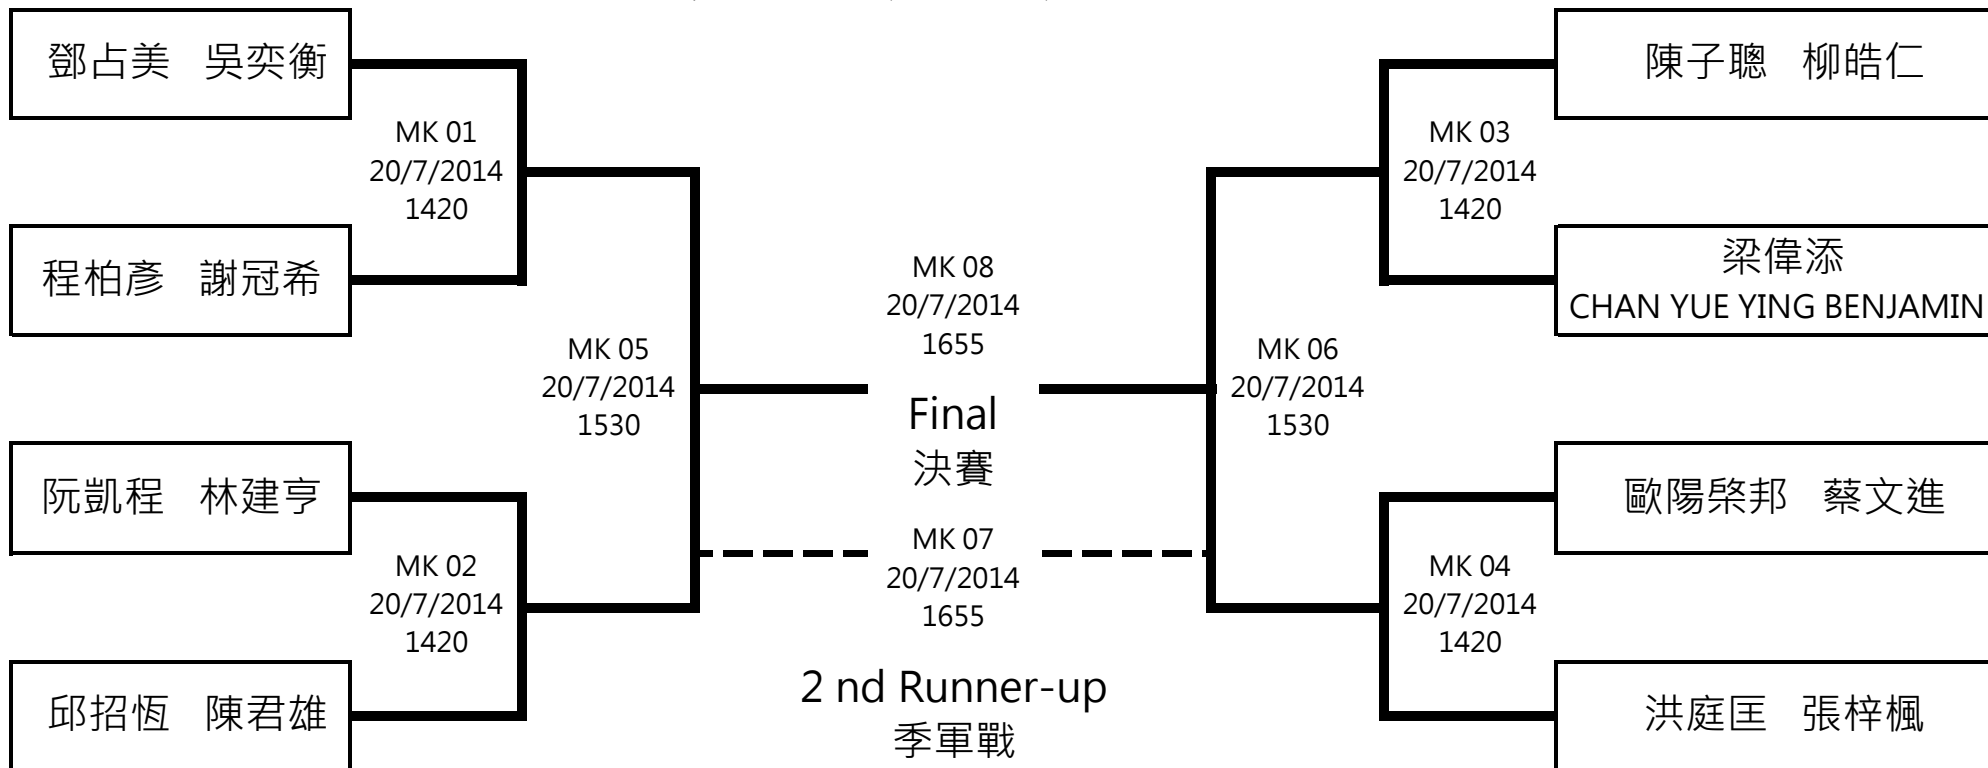 鄧占美 吳奕衡
MK 01
20/7/2014
1420
程柏彥 謝冠希
MK 05
20/7/2014
1530
阮凱程 林建亨
MK 02
20/7/2014
1420
邱招恆 陳君雄
MK 08
20/7/2014
1655
Final
決賽
MK 07
20/7/2014
1655
2 nd Runner-up
季軍戰
陳子聰 柳皓仁
MK 03
20/7/2014
1420
梁偉添
CHAN YUE YING BENJAMIN
MK 06
20/7/2014
1530
歐陽棨邦 蔡文進
MK 04
20/7/2014
1420
洪庭匡 張梓楓